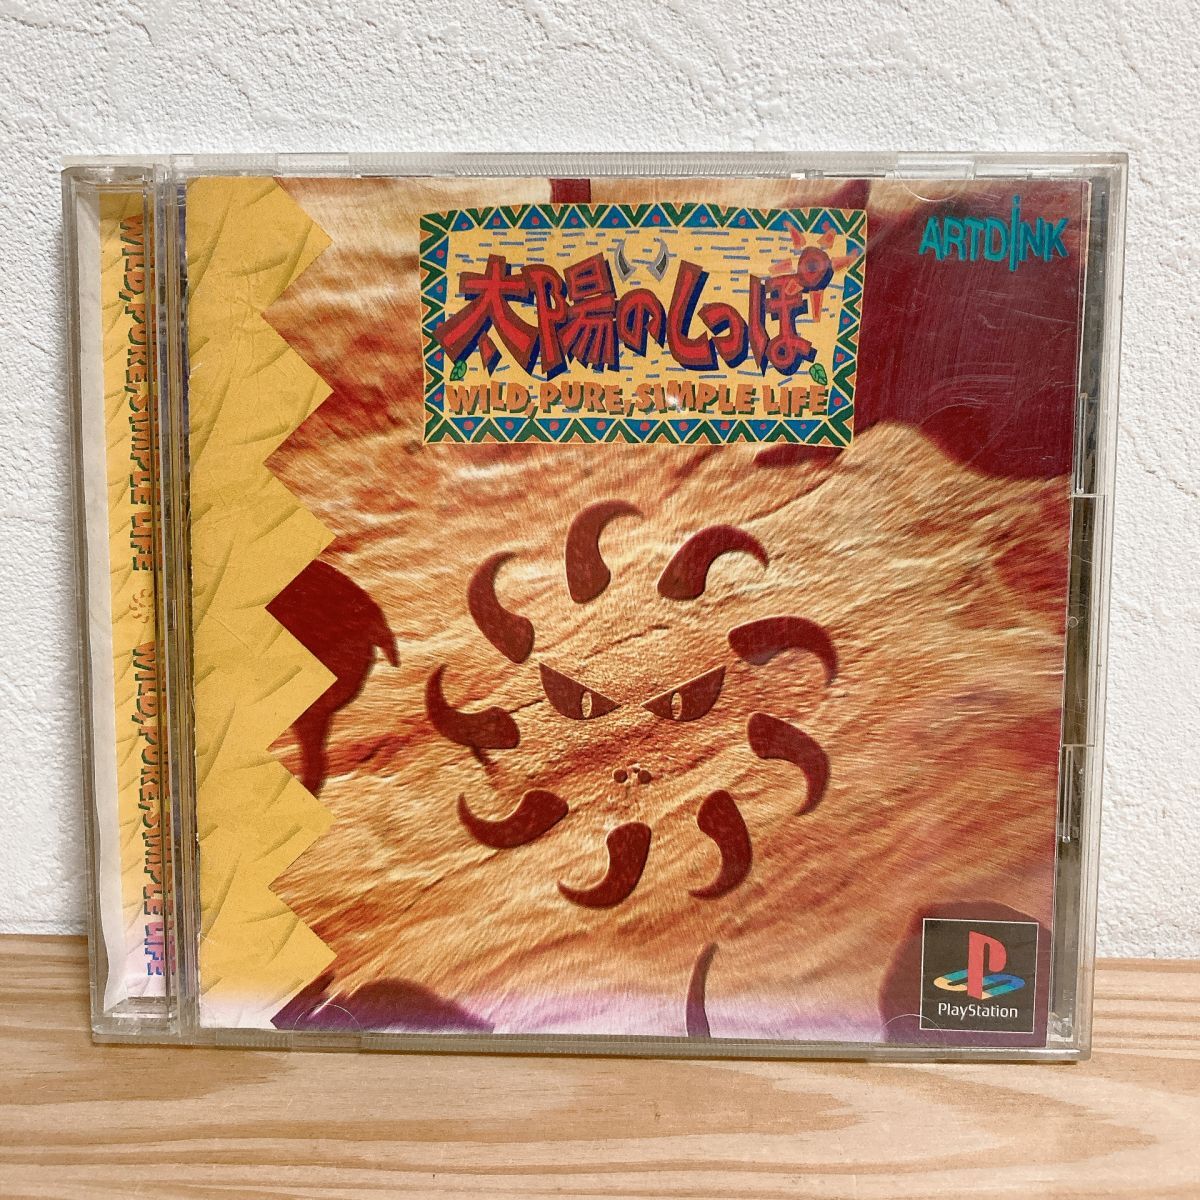 ARTDINK
太陽のしっぽ
WILD, PURE, SIMPLE LIFE
WILD, PURE, SIMPLE LIFE
WILD, PURE, SIMPLE LIFE
PlayStation